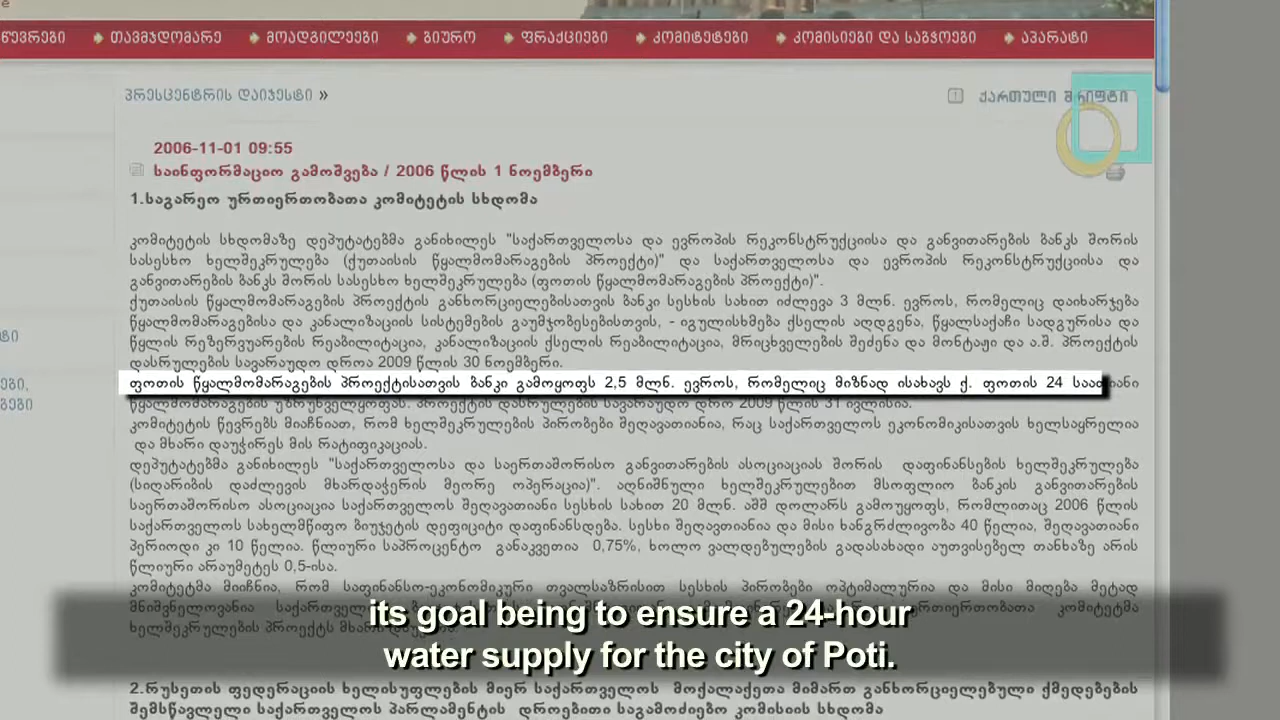 წევრები თავმჯდომარე მოადგილეები ბიურო ფრაქციები კომიტეტები კომისიები და საბჭოები აპარატი
პრესცენტრის დაიჯესტი »
ქართული შრიფტი
2006-11-01 09:55
საინფორმაციო გამოშვება / 2006 წლის 1 ნოემბერი
1.საგარეო ურთიერთობათა კომიტეტის სხდომა
კომიტეტის სხდომაზე დეპუტატებმა განიხილეს "საქართველოსა და ევროპის რეკონსტრუქციისა და განვითარების ბანკს შორის
სასესხო ხელშეკრულება (ქუთაისის წყალმომარაგების პროექტი)" და საქართველოსა და ევროპის რეკონსტრუქციისა და
განვითარების ბანკს შორის სასესხო ხელშეკრულება (ფოთის წყალმომარაგების პროექტი)".
ქუთაისის წყალმომარაგების პროექტის განხორციელებისათვის ბანკი სესხის სახით იძლევა 3 მლნ. ევროს, რომელიც დაიხარჯება
წყალმომარაგებისა და კანალიზაციის სისტემების გაუმჯობესებისთვის, - იგულისხმება ქსელის აღდგენა, წყალსაქაჩი სადგურისა და
წყლის რეზერვუარების რეაბილიტაცია, კანალიზაციის ქსელის რეაბილიტაცია, მრიცხველების შეძენა და მონტაჟი და ა.შ. პროექტის
დასრულების სავარაუდო დროა 2009 წლის 30 ნოემბერი.
ფოთის წყალმომარაგების პროექტისათვის ბანკი გამოყოფს 2,5 მლნ. ევროს, რომელიც მიზნად ისახავს ქ. ფოთის 24 საათიანი
წყალმომარაგების უზრუნველყოფას. პროექტის დასრულების სავარაუდო დრო 2009 წლის 31 ივლისია.
კომიტეტის წევრებს მიაჩნიათ, რომ ხელშეკრულების პირობები შეღავათიანია, რაც საქართველოს ეკონომიკისათვის ხელსაყრელია
და მხარი დაუჭირეს მის რატიფიკაციას.
დეპუტატებმა განიხილეს "საქართველოსა და საერთაშორისო განვითარების ასოციაციას შორის დაფინანსების ხელშეკრულება
(სიღარიბის დაძლევის მხარდაჭერის მეორე ოპერაცია)". აღნიშნული ხელშეკრულებით მსოფლიო ბანკის განვითარების
საერთაშორისო ასოციაცია საქართველოს შეღავათიანი სესხის სახით 20 მლნ. აშშ დოლარს გამოუყოფს, რომლითაც 2006 წლის
საქართველოს სახელმწიფო ბიუჯეტის დეფიციტი დაფინანსდება. სესხი შეღავთიანია და მისი ხანგრძლივობა 40 წელია, შეღავათიანი
პერიოდი კი 10 წელია. წლიური საპროცენტო განაკვეთია 0,75%, ხოლო ვალდებულების გადასახადი აუთვისებელ თანხაზე არის
წლიური არაუმეტეს 0,5-ისა.
კომიტეტმა მიიჩნია, რომ საფინანსო-ეკონომიკური თვალსაზრისით სესხის პირობები ოპტიმალურია და მისი მიღება მეტად
მნიშვნელოვანია ურთიერთობათა კომიტეტმა
ხელშეკრულების პროექტს მხარი
its goal being to ensure a 24-hour
water supply for the city of Poti.
2.რუსეთის ფედერაციის ხელისუფლების მიერ საქართველოს მოქალაქეთა მიმართ განხორციელებული ქმედებების
შემსწავლელი საქართველოს პარლამენტის დროებითი საგამოძიებო კომისიის სხდომა